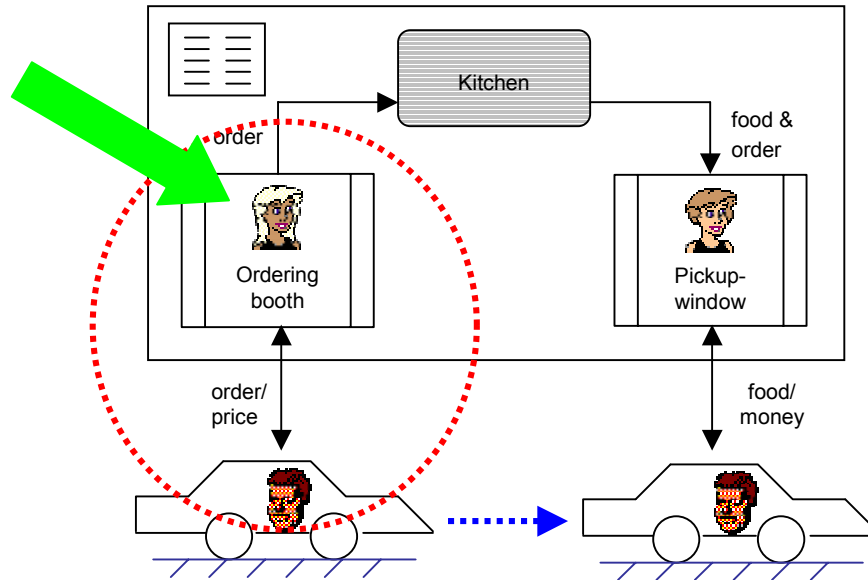 Kitchen
order
food &
order
Ordering
booth
Pickup-
window
order/
price
food/
money